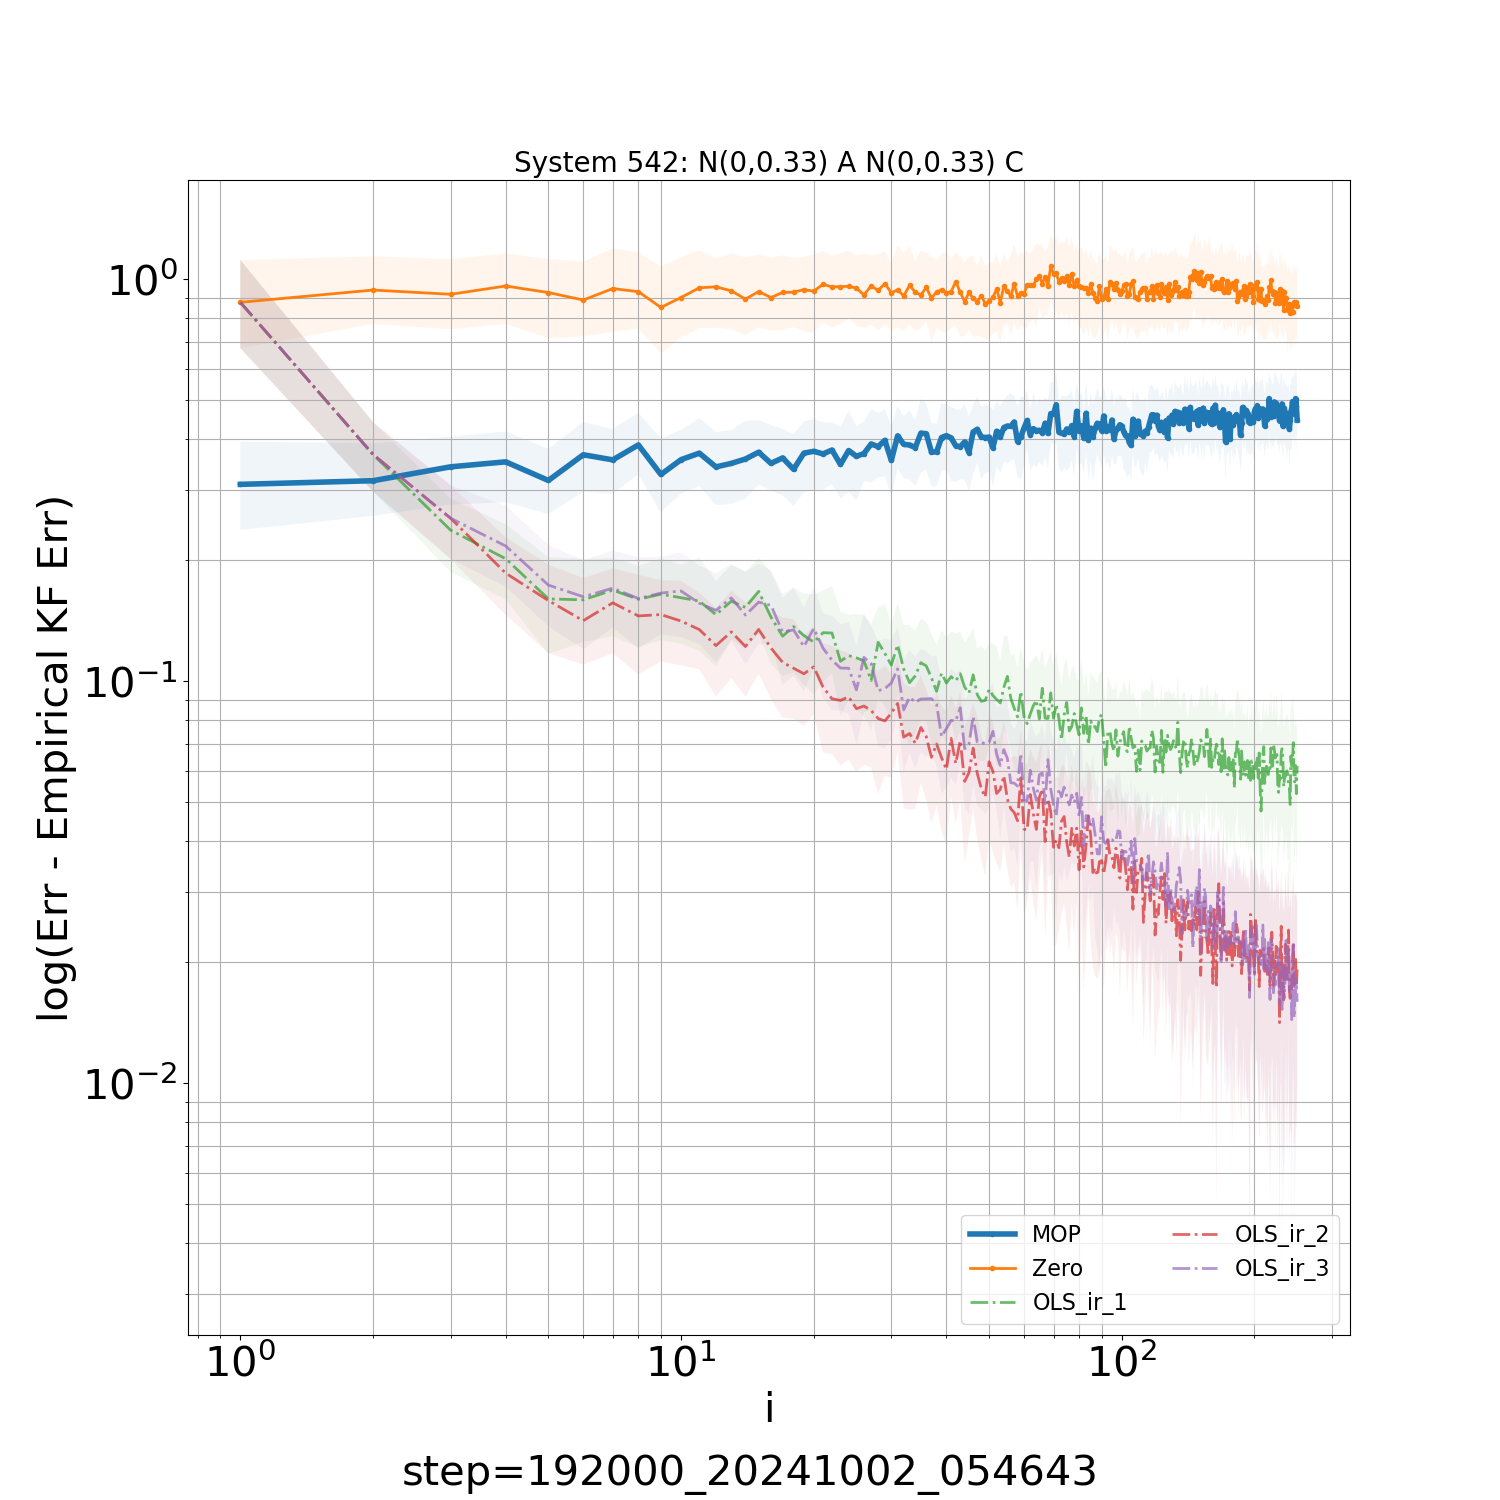 System 542: N(0,0.33) A N(0,0.33) C
log(Err - Empirical KF Err)
10⁰
10⁻¹
10⁻²
10⁰ 10¹ 10²
i
MOP
Zero
OLS_ir_1
OLS_ir_2
OLS_ir_3
step=192000_20241002_054643